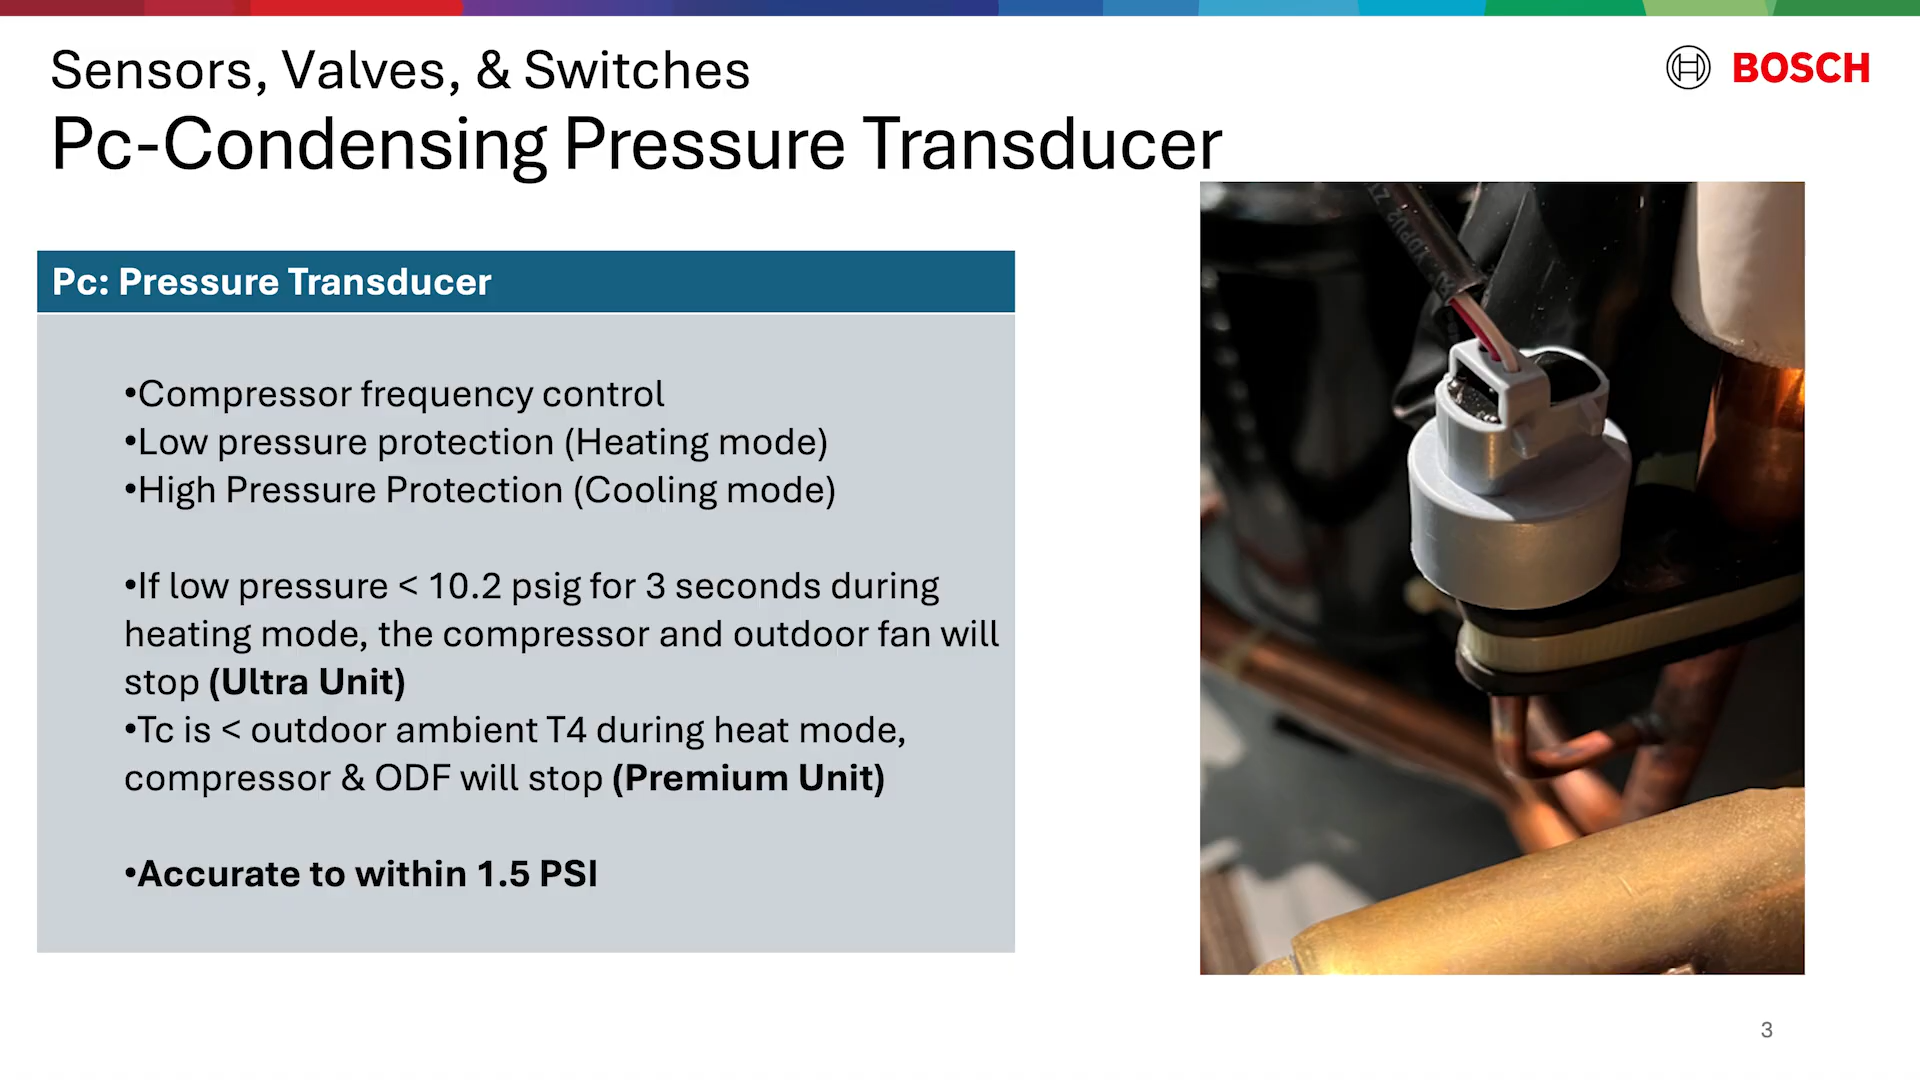 Sensors, Valves, & Switches
BOSCH
Pc-Condensing Pressure Transducer
Pc: Pressure Transducer
•Compressor frequency control
•Low pressure protection (Heating mode)
•High Pressure Protection (Cooling mode)
•If low pressure < 10.2 psig for 3 seconds during
heating mode, the compressor and outdoor fan will
stop (Ultra Unit)
•Tc is < outdoor ambient T4 during heat mode,
compressor & ODF will stop (Premium Unit)
•Accurate to within 1.5 PSI
3